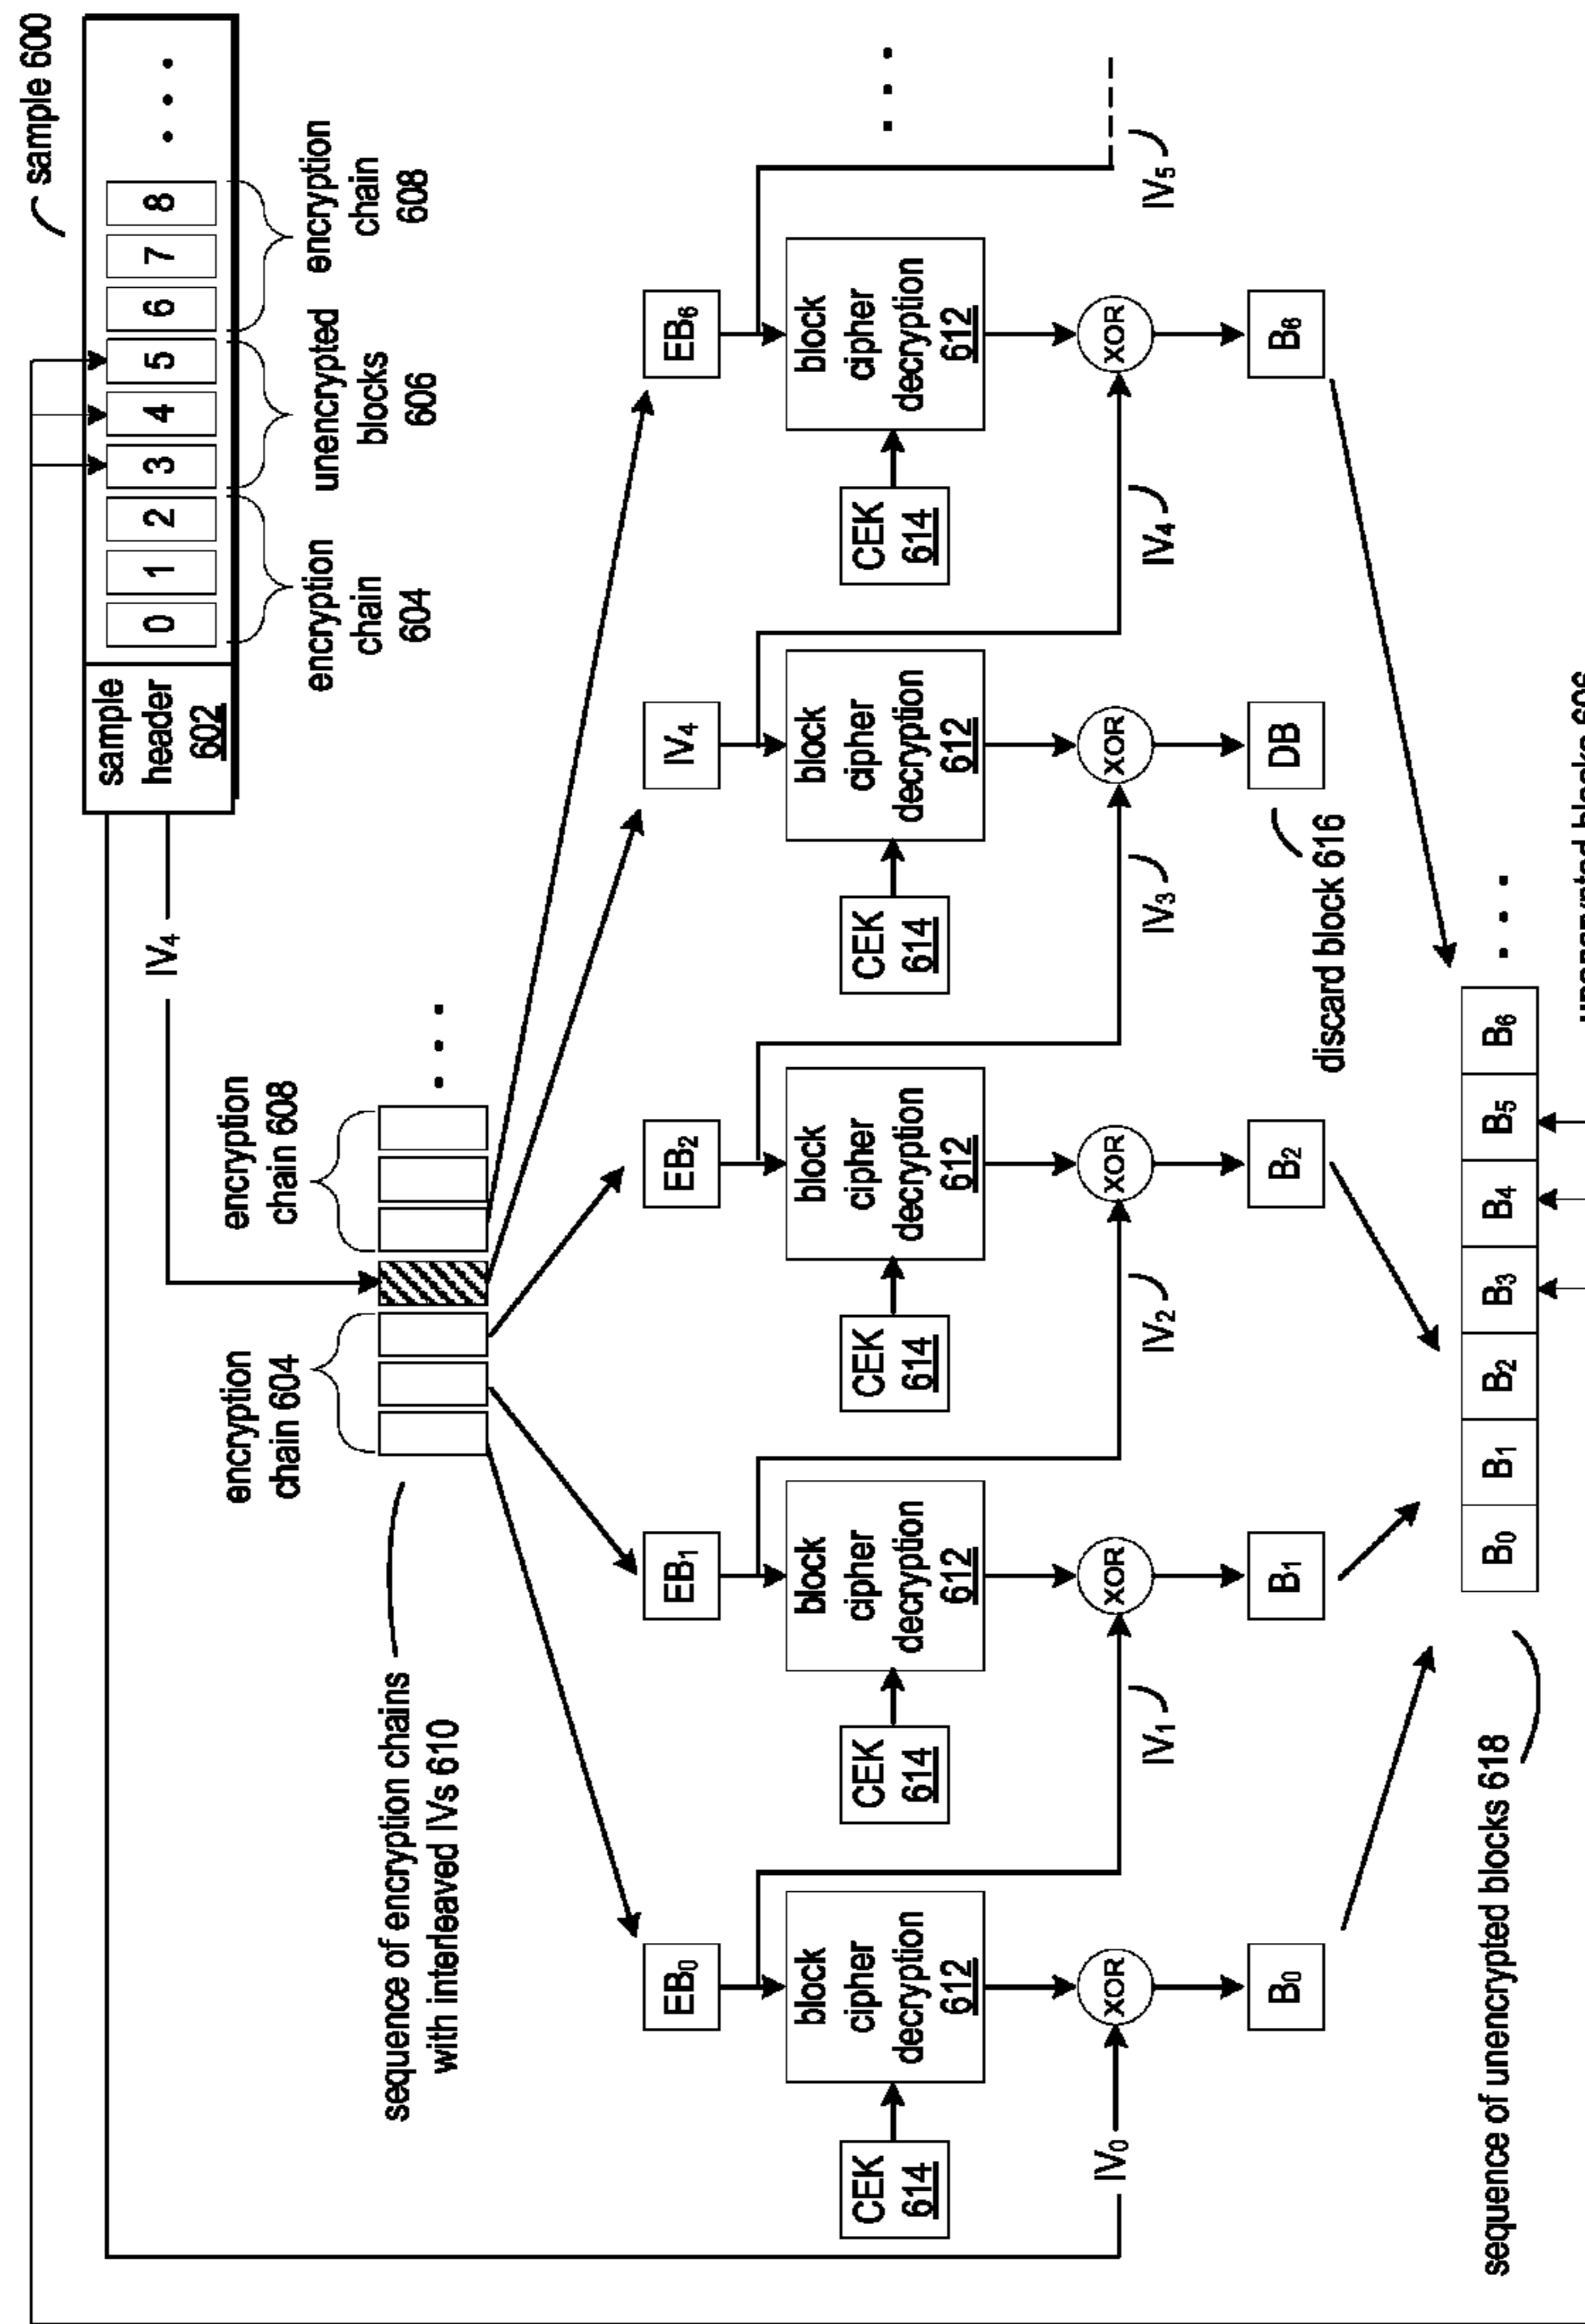 sample 600
sample
header
602
0 1 2 3 4 5 6 7 8 . . .
encryption
chain
604
unencrypted
blocks
606
encryption
chain
608
IV4
encryption
chain 604
encryption
chain 608
. . .
sequence of encryption chains
with interleaved IVs 610
EB0 EB1 EB2 IV4 EB6
block
cipher
decryption
612
block
cipher
decryption
612
block
cipher
decryption
612
block
cipher
decryption
612
block
cipher
decryption
612
. . .
CEK
614
CEK
614
CEK
614
CEK
614
CEK
614
IV0 XOR XOR XOR XOR XOR
IV1 IV2 IV3 IV4 IV5
B0 B1 B2 DB B6
discard block 616
B0 B1 B2 B3 B4 B5 B6 . . .
sequence of unencrypted blocks 618